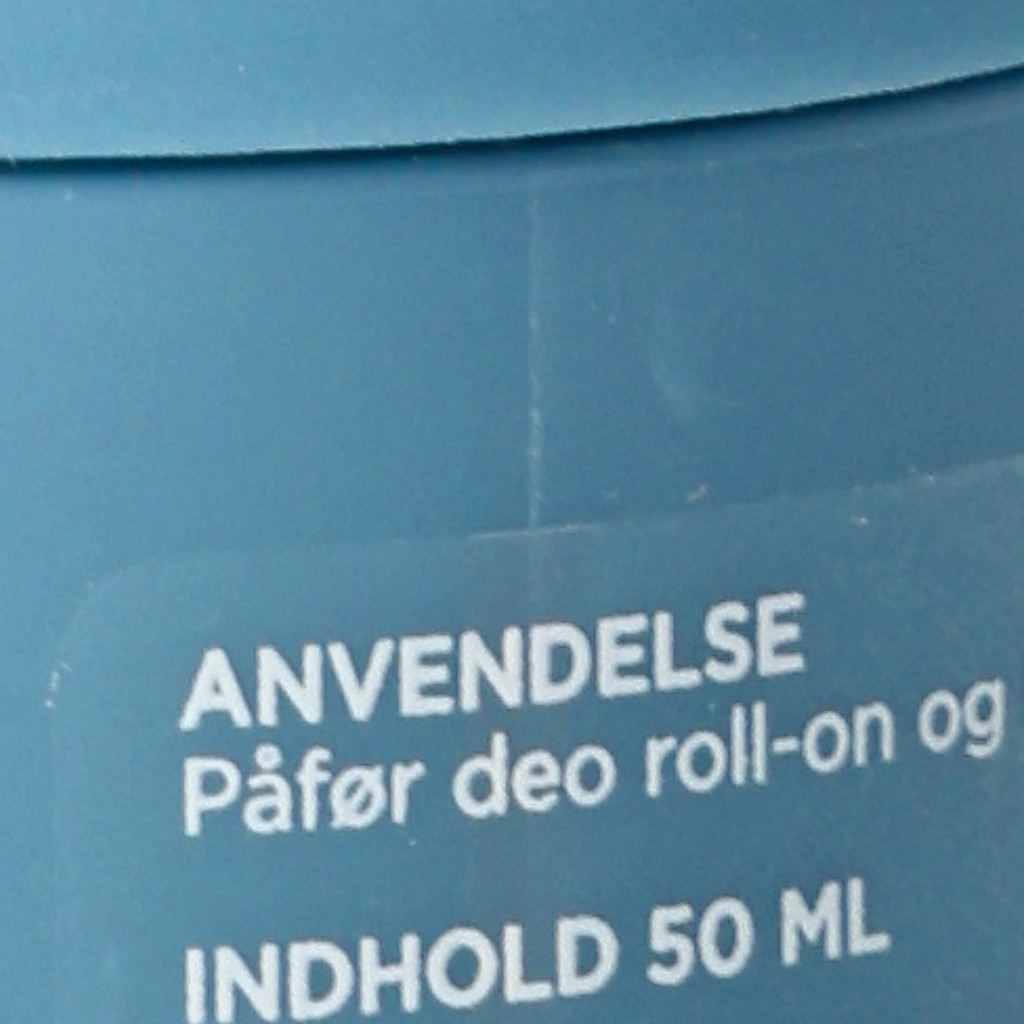 ANVENDELSE
Påfør deo roll-on og
INDHOLD 50 ML